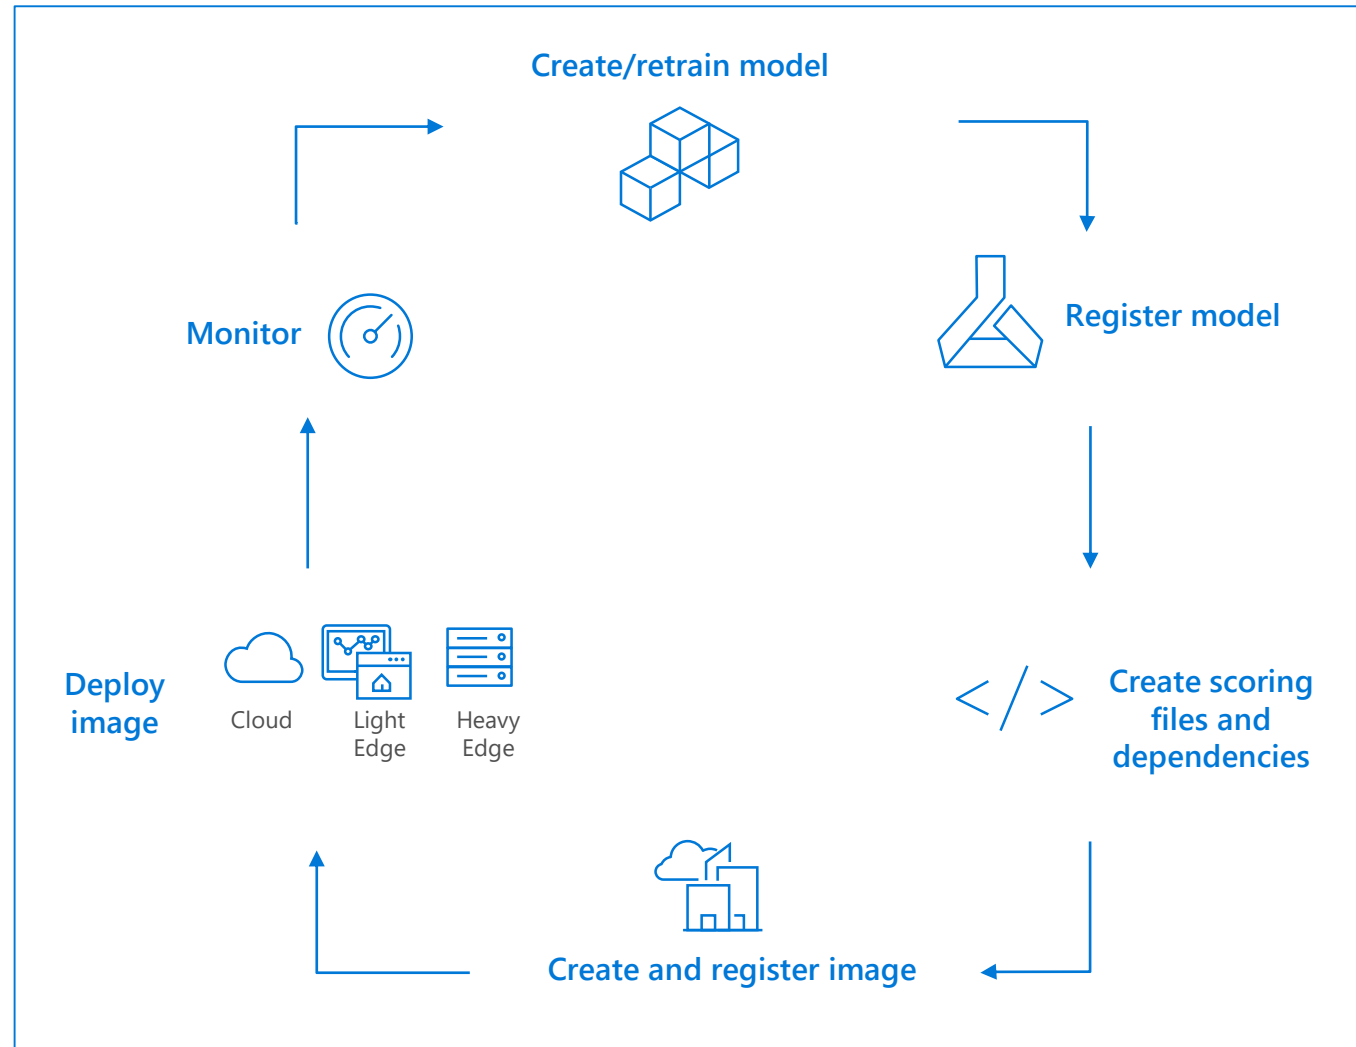 Create/retrain model
Monitor
Register model
Deploy
image
Cloud
Light
Edge
Heavy
Edge
</>
Create scoring
files and
dependencies
Create and register image